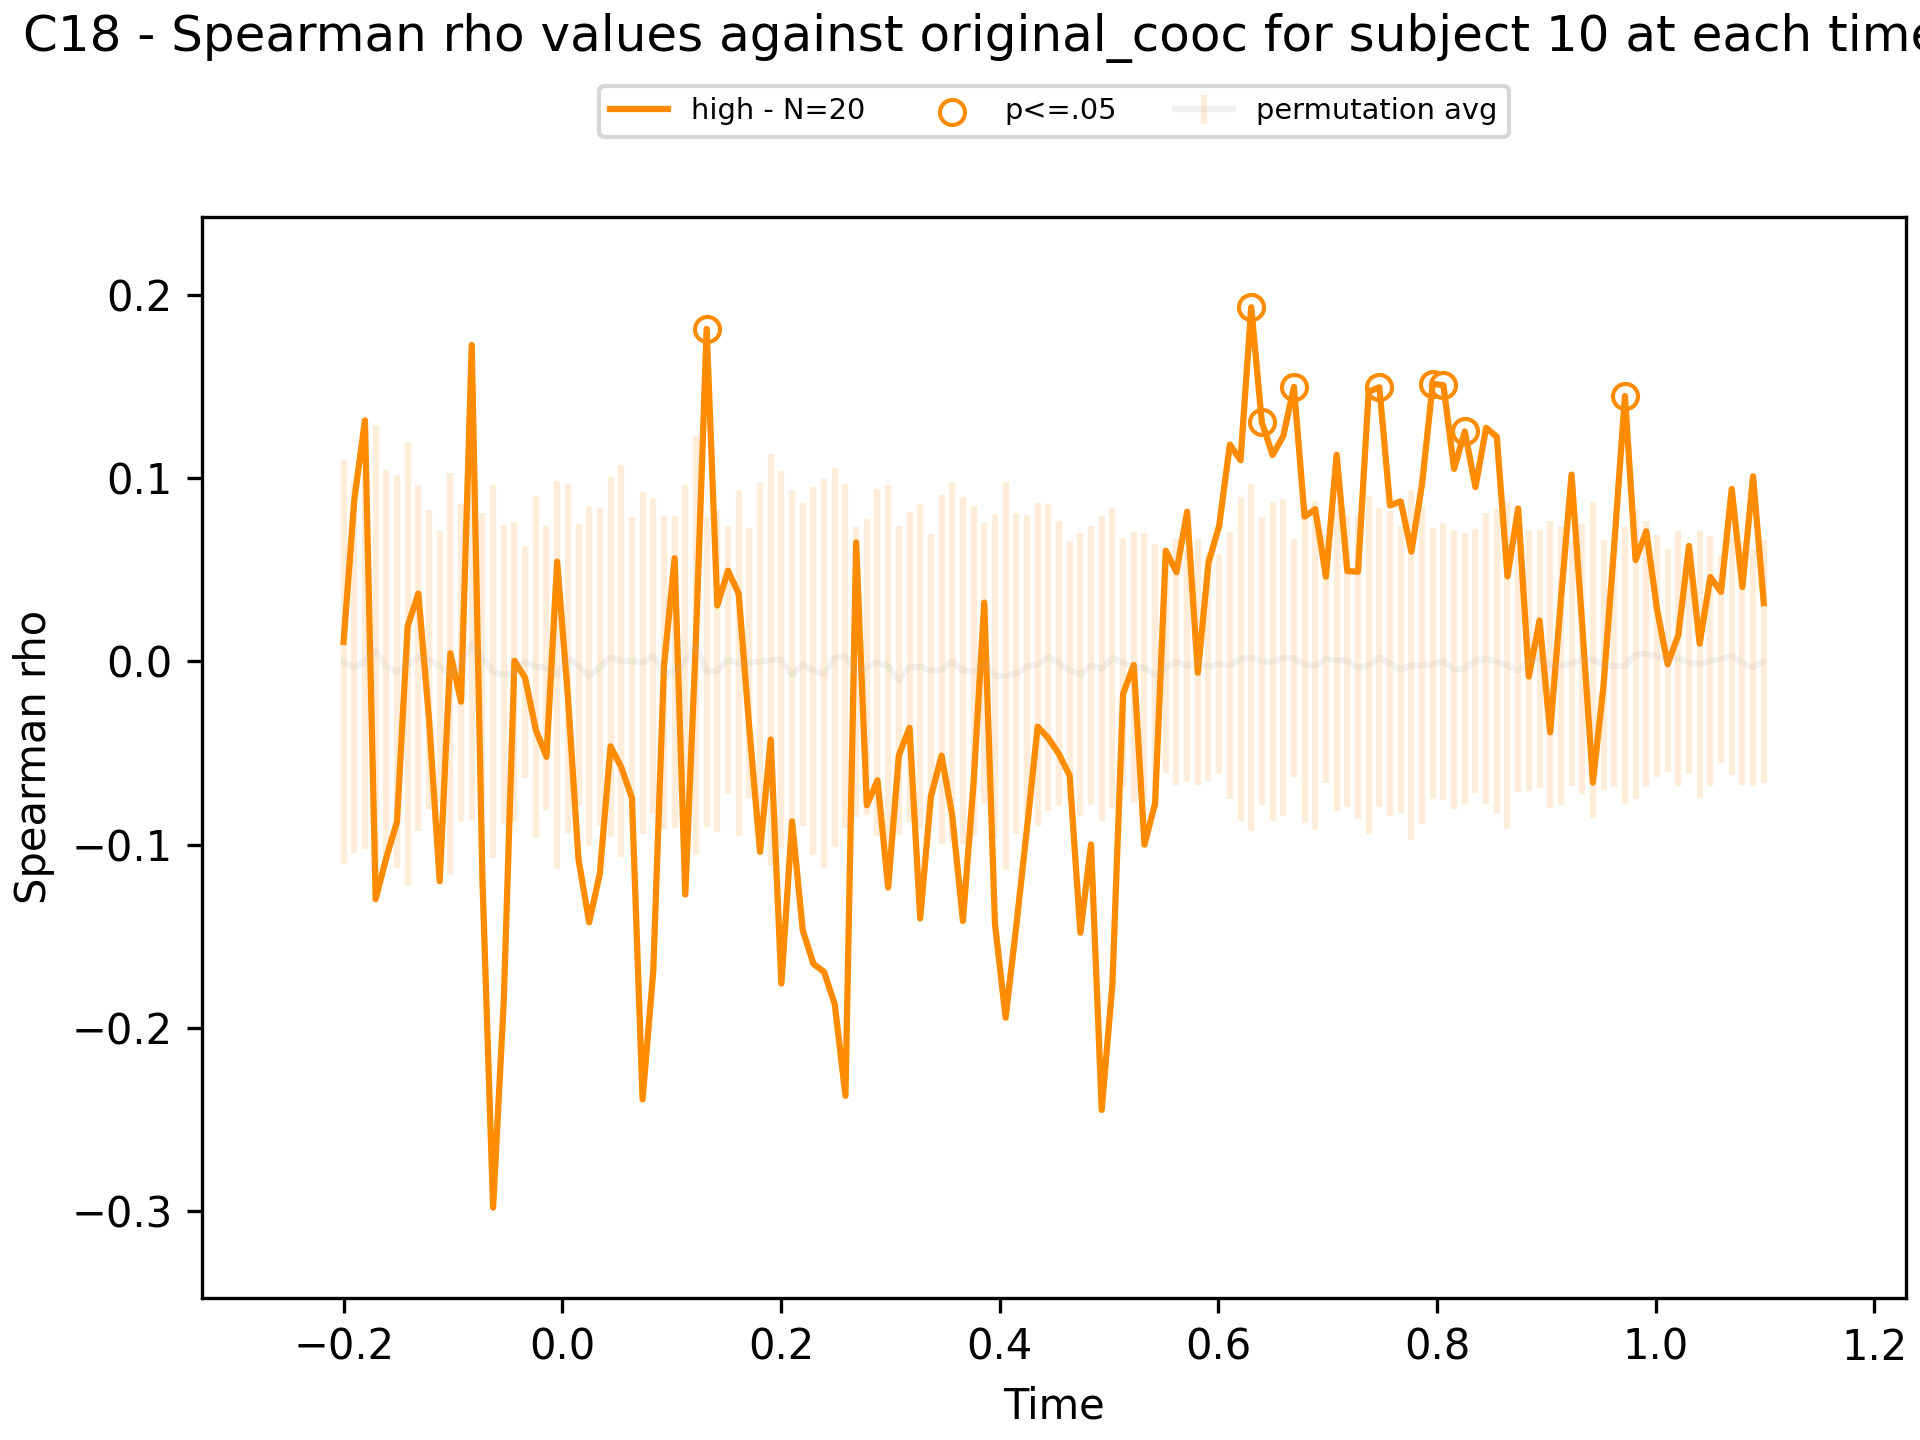 C18 - Spearman rho values against original_cooc for subject 10 at each time
high - N=20 p<=.05 permutation avg
0.2
0.1
0.0
−0.1
−0.2
−0.3
Spearman rho
−0.2 0.0 0.2 0.4 0.6 0.8 1.0 1.2
Time